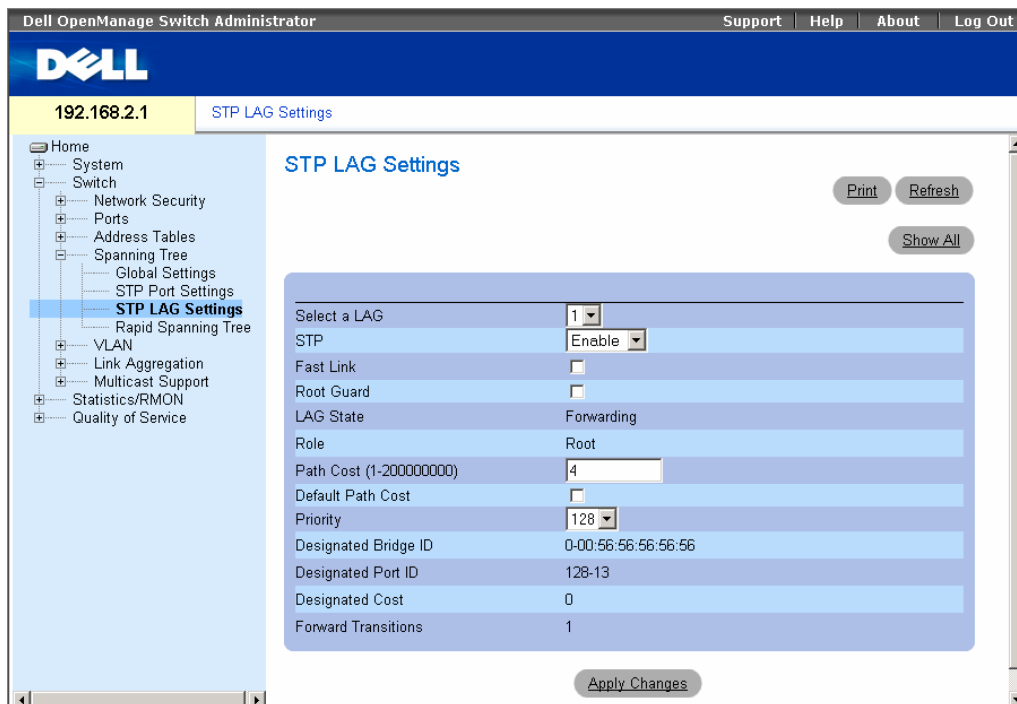 Dell OpenManage Switch Administrator
Support Help About Log Out
DELL
192.168.2.1
STP LAG Settings
Home
System
Switch
Network Security
Ports
Address Tables
Spanning Tree
Global Settings
STP Port Settings
STP LAG Settings
Rapid Spanning Tree
VLAN
Link Aggregation
Multicast Support
Statistics/RMON
Quality of Service
STP LAG Settings
Print Refresh
Show All
Select a LAG 1
STP Enable
Fast Link
Root Guard
LAG State Forwarding
Role Root
Path Cost (1-200000000) 4
Default Path Cost
Priority 128
Designated Bridge ID 0-00:56:56:56:56:56
Designated Port ID 128-13
Designated Cost 0
Forward Transitions 1
Apply Changes